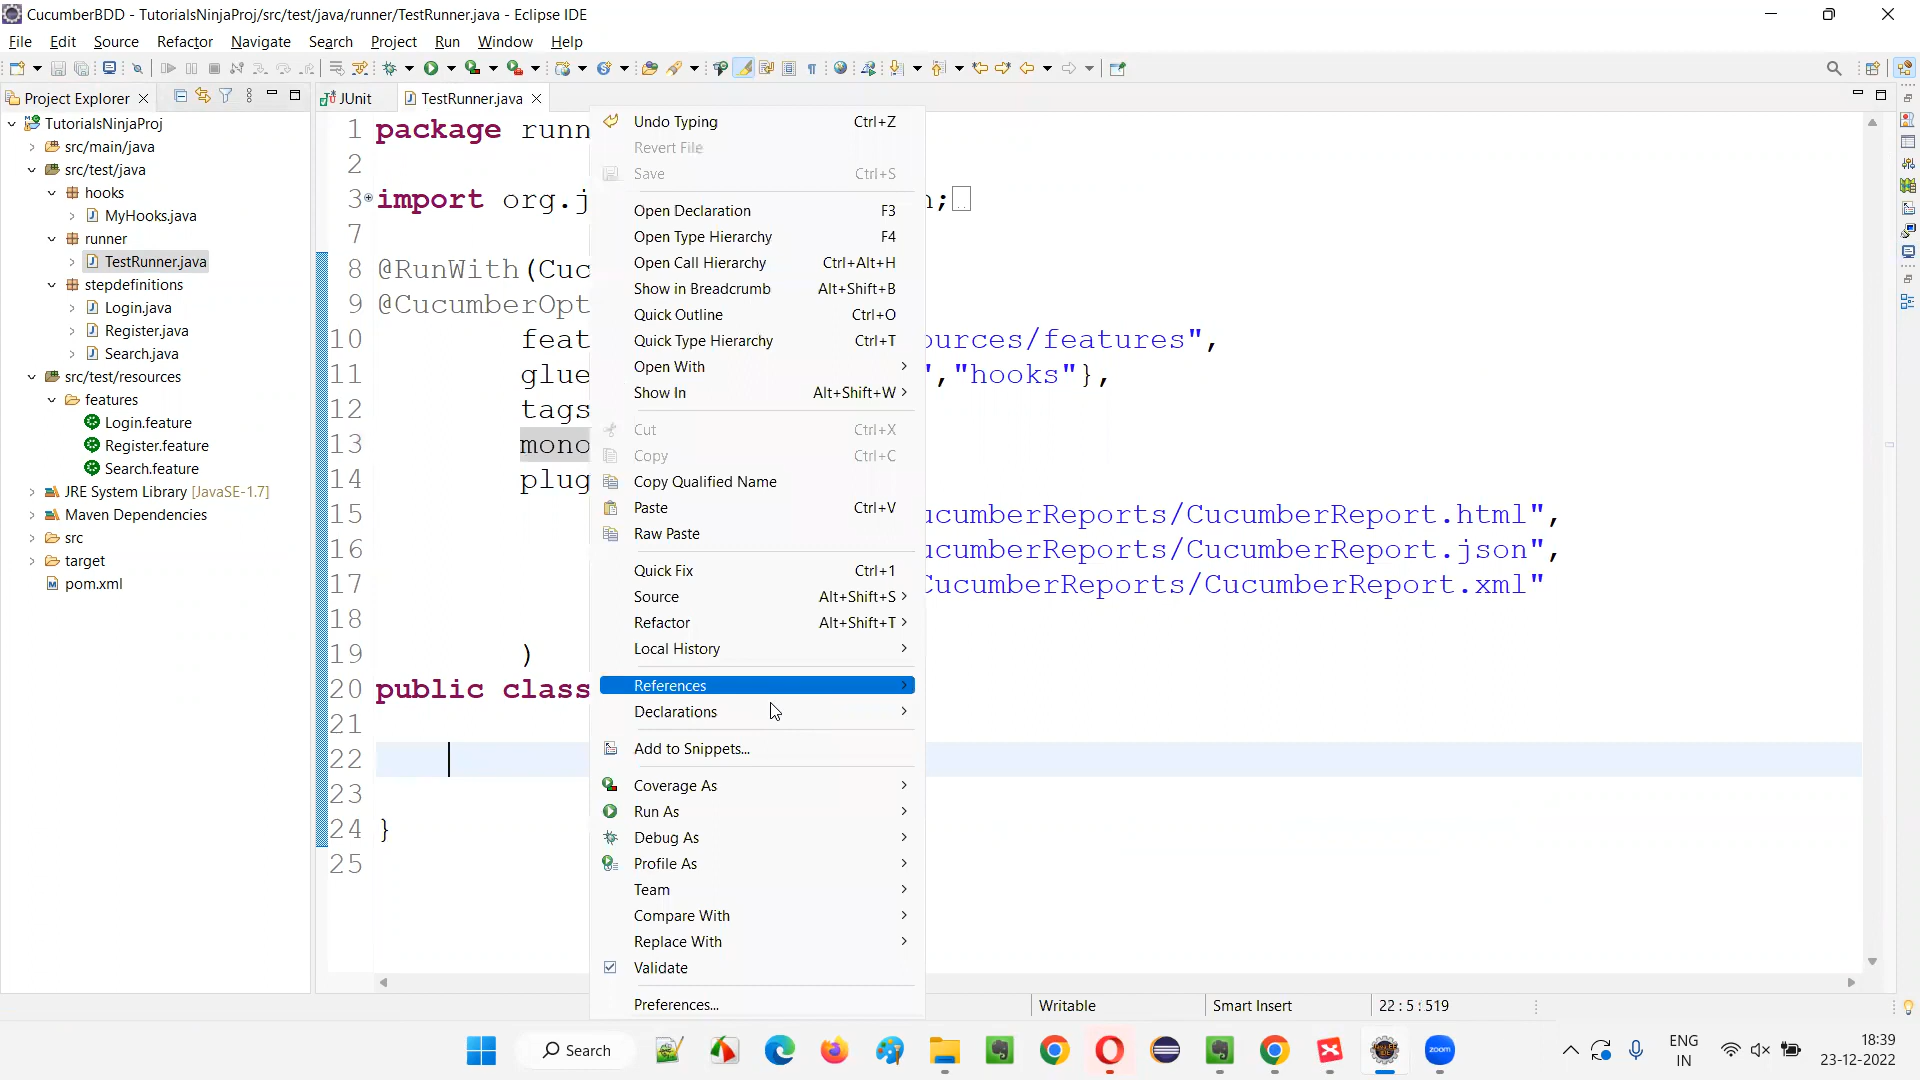 CucumberBDD - TutorialsNinjaProj/src/test/java/runner/TestRunner.java - Eclipse IDE
File Edit Source Refactor Navigate Search Project Run Window Help
Project Explorer
JUnit
TestRunner.java
TutorialsNinjaProj
src/main/java
src/test/java
hooks
MyHooks.java
runner
TestRunner.java
stepdefinitions
Login.java
Register.java
Search.java
src/test/resources
features
Login.feature
Register.feature
Search.feature
JRE System Library [JavaSE-1.7]
Maven Dependencies
src
target
pom.xml
1 package runn
2
3 import org.j n;
7
8 @RunWith(Cuc
9 @CucumberOpt
10 feat ources/features",
11 glue ","hooks"},
12 tags
13 mono
14 plug
15 ucumberReports/CucumberReport.html",
16 ucumberReports/CucumberReport.json",
17 CucumberReports/CucumberReport.xml"
18
19 )
20 public class
21
22
23
24 }
25
Undo Typing Ctrl+Z
Revert File
Save Ctrl+S
Open Declaration F3
Open Type Hierarchy F4
Open Call Hierarchy Ctrl+Alt+H
Show in Breadcrumb Alt+Shift+B
Quick Outline Ctrl+O
Quick Type Hierarchy Ctrl+T
Open With
Show In Alt+Shift+W
Cut Ctrl+X
Copy Ctrl+C
Copy Qualified Name
Paste Ctrl+V
Raw Paste
Quick Fix Ctrl+1
Source Alt+Shift+S
Refactor Alt+Shift+T
Local History
References
Declarations
Add to Snippets...
Coverage As
Run As
Debug As
Profile As
Team
Compare With
Replace With
Validate
Preferences...
Writable Smart Insert 22 : 5 : 519
Search
zoom
ENG
IN
18:39
23-12-2022